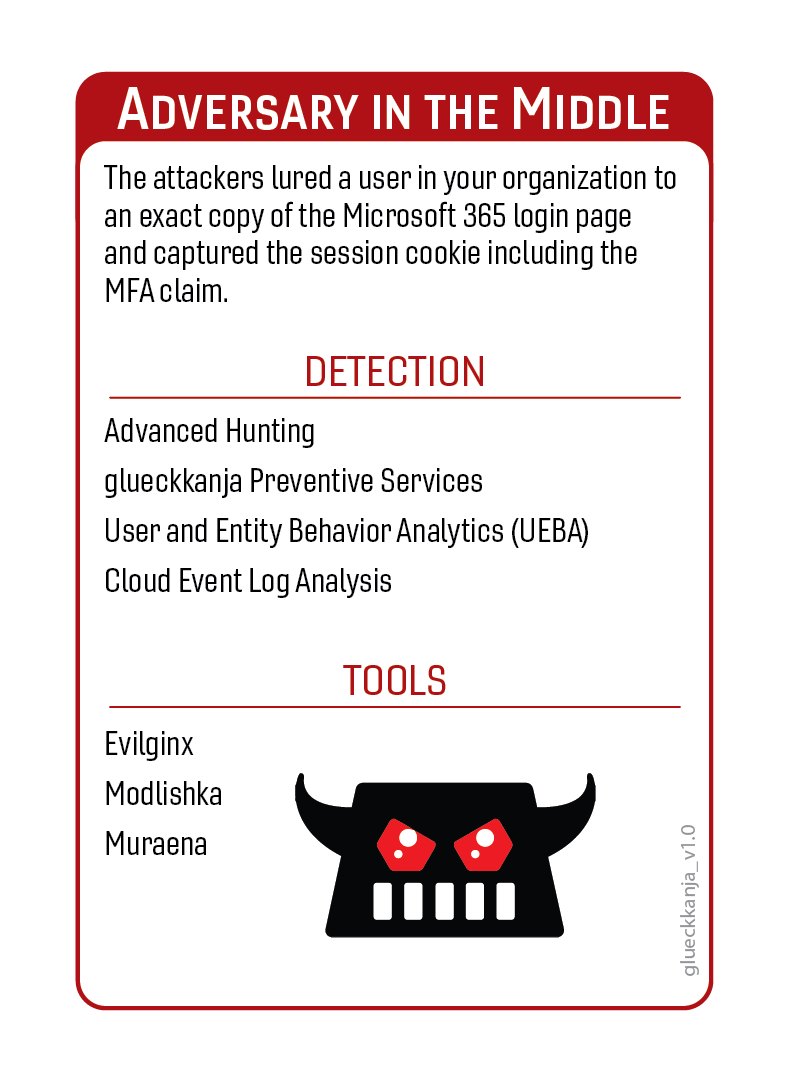 ADVERSARY IN THE MIDDLE
The attackers lured a user in your organization to
an exact copy of the Microsoft 365 login page
and captured the session cookie including the
MFA claim.
DETECTION
Advanced Hunting
glueckkanja Preventive Services
User and Entity Behavior Analytics (UEBA)
Cloud Event Log Analysis
TOOLS
Evilginx
Modlishka
Muraena
glueckkanja_v1.0